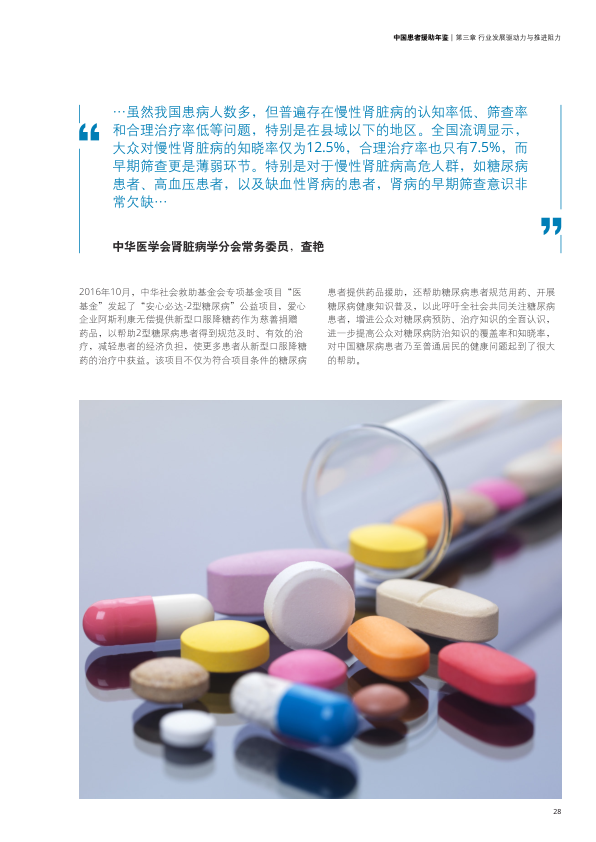 中国患者援助年鉴 | 第三章 行业发展驱动力与推进阻力
“
…虽然我国患病人数多，但普遍存在慢性肾脏病的认知率低、筛查率
和合理治疗率低等问题，特别是在县域以下的地区。全国流调显示，
大众对慢性肾脏病的知晓率仅为12.5%，合理治疗率也只有7.5%，而
早期筛查更是薄弱环节。特别是对于慢性肾脏病高危人群，如糖尿病
患者、高血压患者，以及缺血性肾病的患者，肾病的早期筛查意识非
常欠缺…
”
中华医学会肾脏病学分会常务委员，查艳
2016年10月，中华社会救助基金会专项基金项目“医
基金”发起了“安心必达-2型糖尿病”公益项目，爱心
企业阿斯利康无偿提供新型口服降糖药作为慈善捐赠
药品，以帮助2型糖尿病患者得到规范及时、有效的治
疗，减轻患者的经济负担，使更多患者从新型口服降糖
药的治疗中获益。该项目不仅为符合项目条件的糖尿病
患者提供药品援助，还帮助糖尿病患者规范用药、开展
糖尿病健康知识普及，以此呼吁全社会共同关注糖尿病
患者，增进公众对糖尿病预防、治疗知识的全面认识，
进一步提高公众对糖尿病防治知识的覆盖率和知晓率，
对中国糖尿病患者乃至普通居民的健康问题起到了很大
的帮助。
28